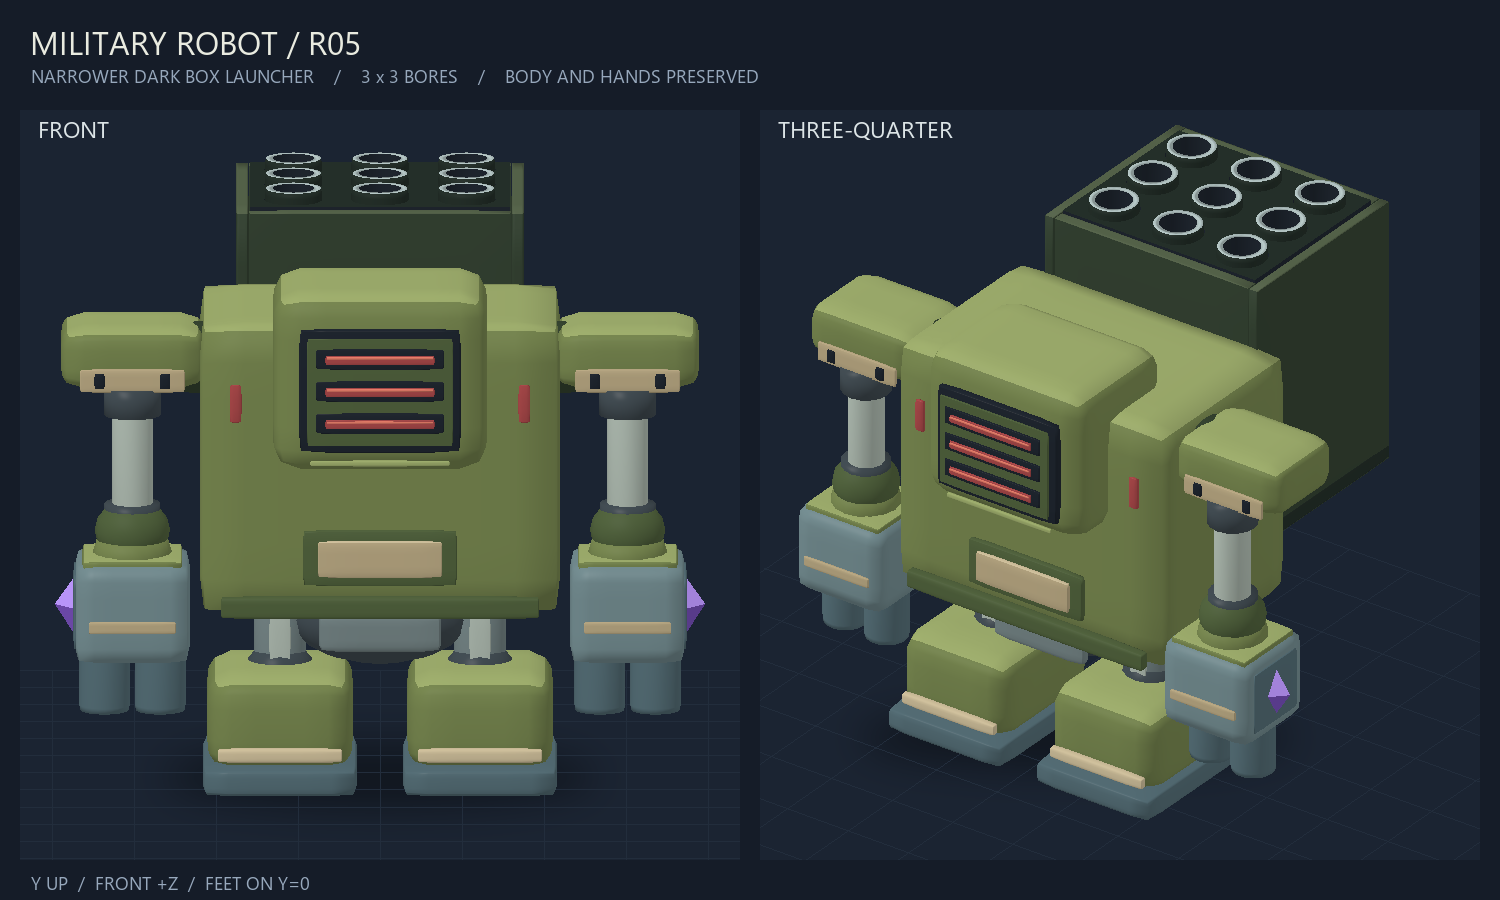 MILITARY ROBOT / R05
NARROWER DARK BOX LAUNCHER / 3 x 3 BORES / BODY AND HANDS PRESERVED
FRONT
THREE-QUARTER
Y UP / FRONT +Z / FEET ON Y=0